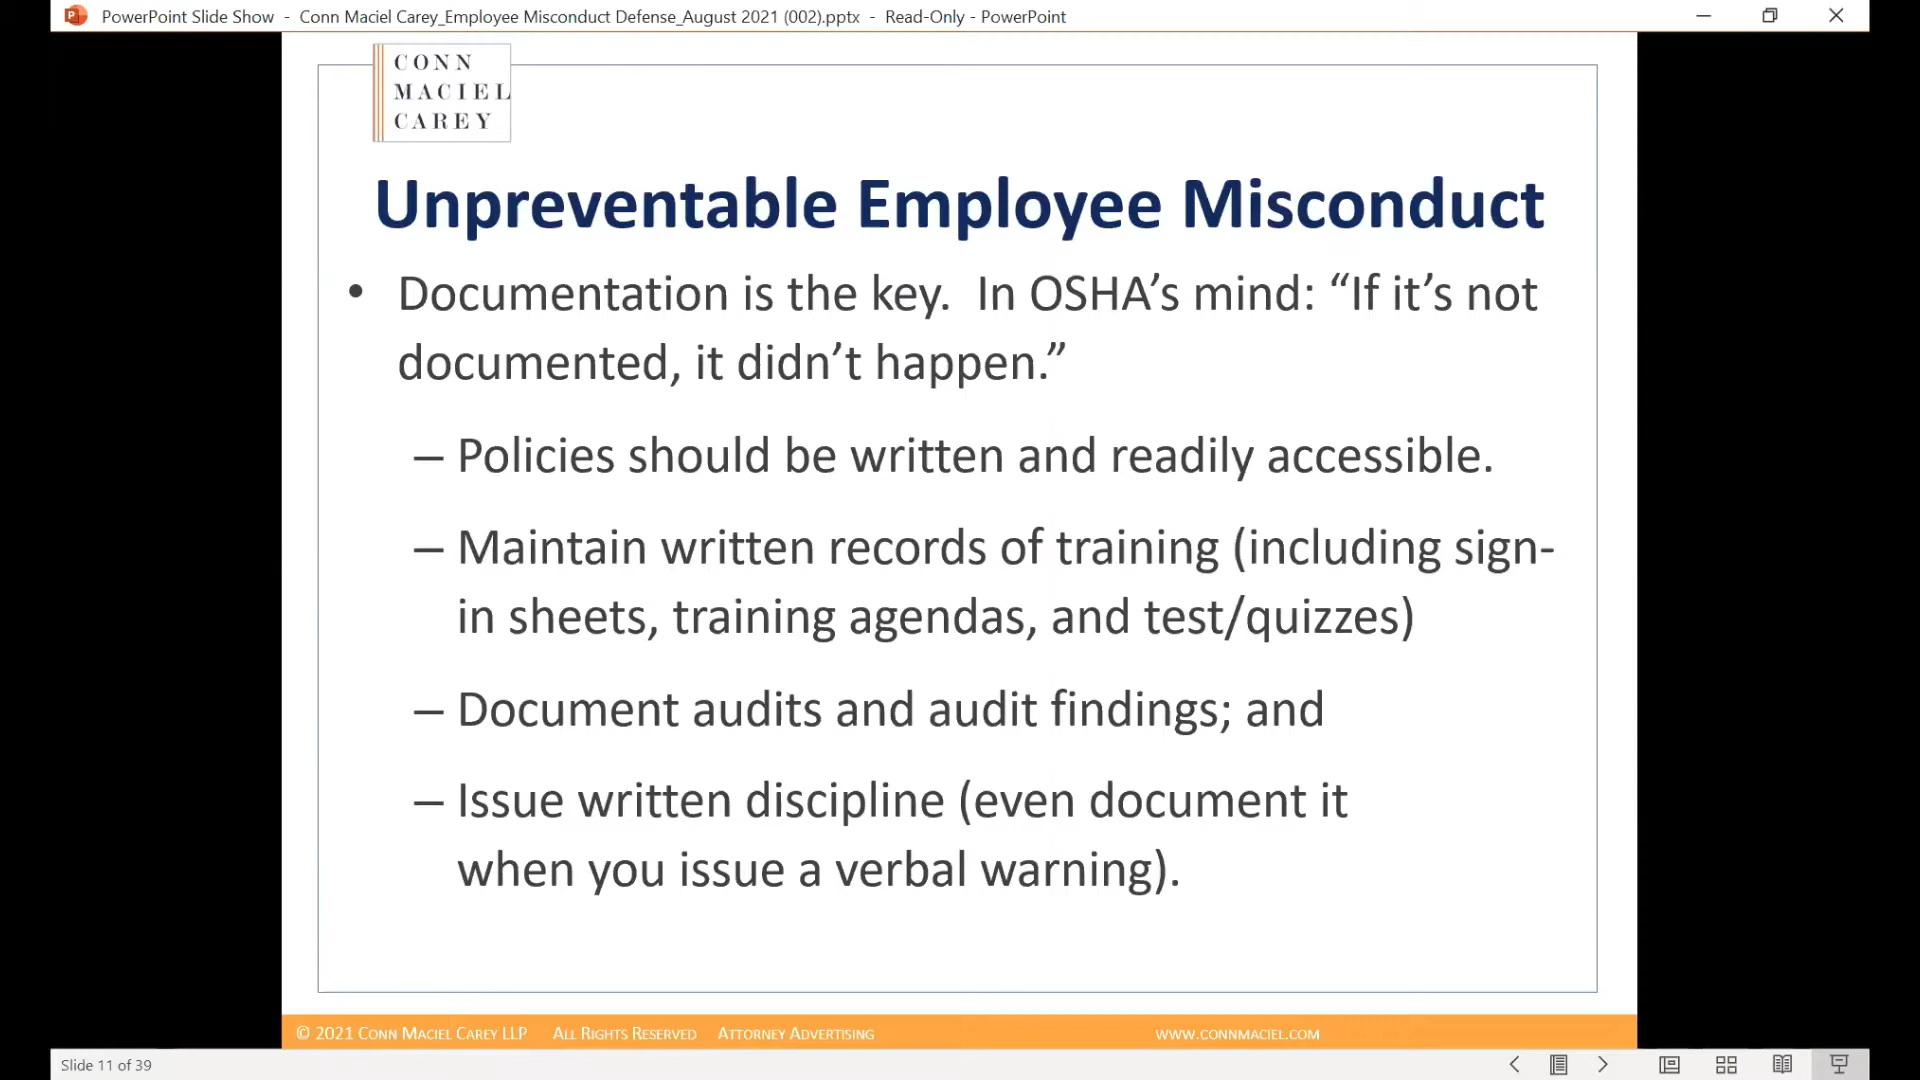 PowerPoint Slide Show - Conn Maciel Carey_Employee Misconduct Defense_August 2021 (002).pptx - Read-Only - PowerPoint
CONN
MACIEL
CAREY
Unpreventable Employee Misconduct
• Documentation is the key. In OSHA’s mind: “If it’s not
documented, it didn’t happen.”
– Policies should be written and readily accessible.
– Maintain written records of training (including sign-
in sheets, training agendas, and test/quizzes)
– Document audits and audit findings; and
– Issue written discipline (even document it
when you issue a verbal warning).
© 2021 CONN MACIEL CAREY LLP ALL RIGHTS RESERVED ATTORNEY ADVERTISING WWW.CONNMACIEL.COM
Slide 11 of 39